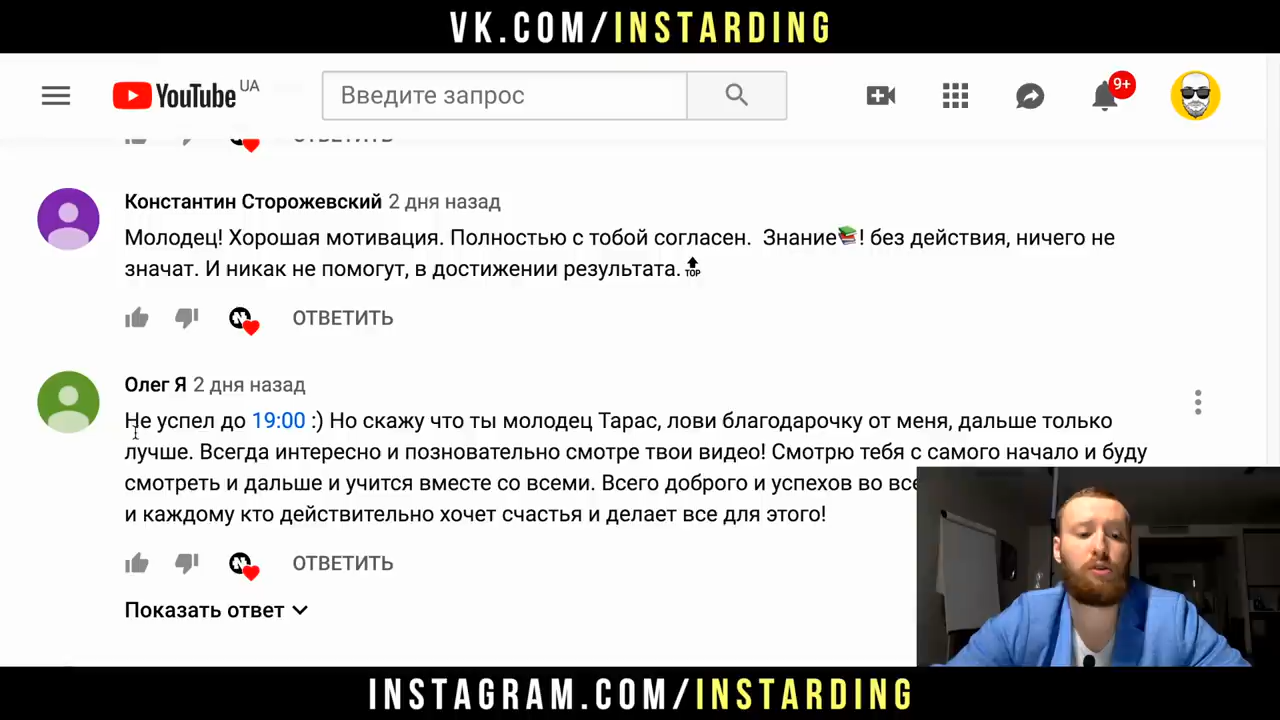 VK.COM/INSTARDING
YouTube UA
Введите запрос
9+
ОТВЕТИТЬ
Константин Сторожевский 2 дня назад
Молодец! Хорошая мотивация. Полностью с тобой согласен. Знание📚! без действия, ничего не
значат. И никак не помогут, в достижении результата.🔝
ОТВЕТИТЬ
Олег Я 2 дня назад
Не успел до 19:00 :) Но скажу что ты молодец Тарас, лови благодарочку от меня, дальше только
лучше. Всегда интересно и позновательно смотре твои видео! Смотрю тебя с самого начало и буду
смотреть и дальше и учится вместе со всеми. Всего доброго и успехов во все
и каждому кто действительно хочет счастья и делает все для этого!
ОТВЕТИТЬ
Показать ответ
INSTAGRAM.COM/INSTARDING